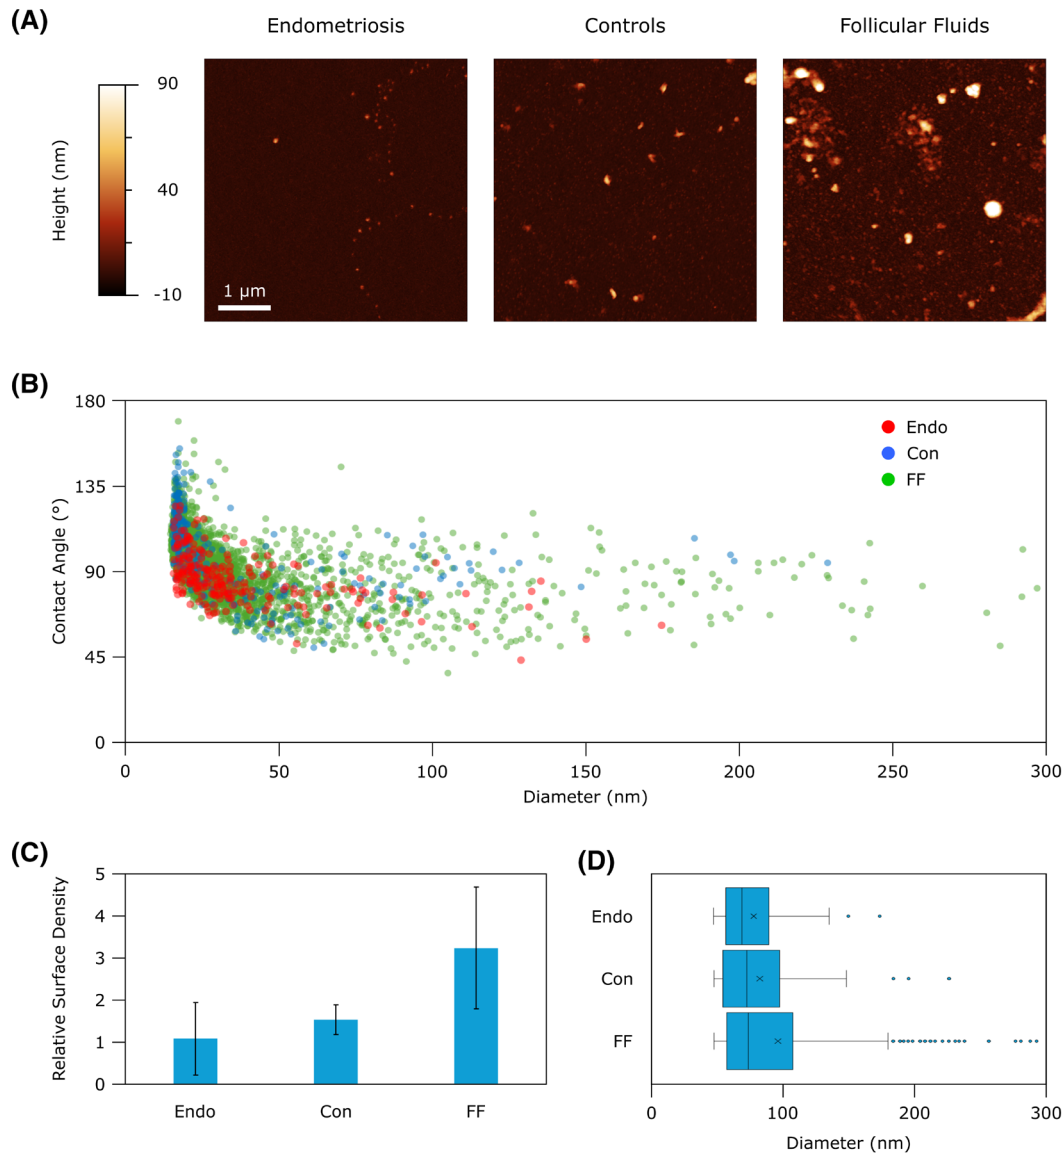 (A)
Endometriosis
Controls
Follicular Fluids
Height (nm)
90
40
-10
1 μm
(B)
Contact Angle (°)
180
135
90
45
0
Endo
Con
FF
0 50 100 150 200 250 300
Diameter (nm)
(C)
Relative Surface Density
5
4
3
2
1
0
Endo Con FF
(D)
Endo
Con
FF
0 100 200 300
Diameter (nm)